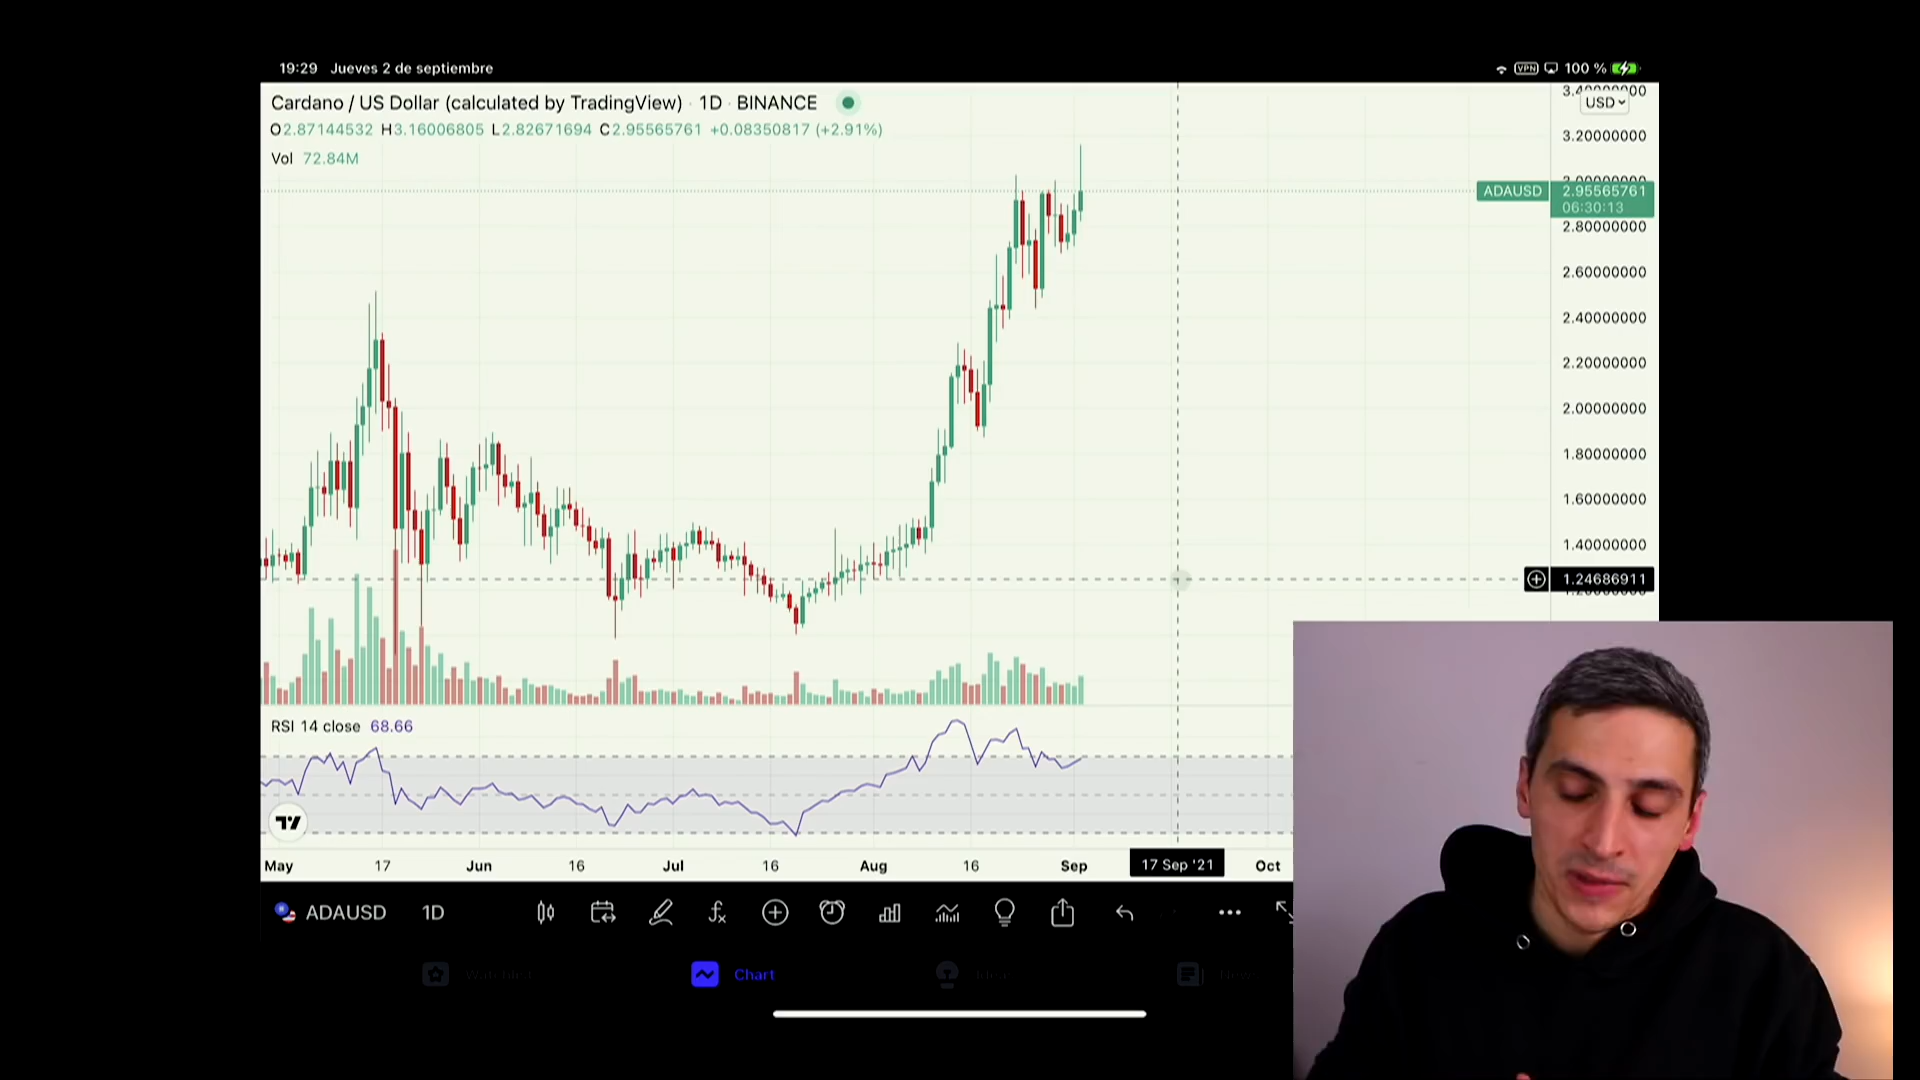 19:29 Jueves 2 de septiembre
VPN 100 %
Cardano / US Dollar (calculated by TradingView) · 1D · BINANCE
USD
O2.87144532 H3.16006805 L2.82671694 C2.95565761 +0.08350817 (+2.91%)
Vol 72.84M
3.20000000
ADAUSD 2.95565761
06:30:13
2.80000000
2.60000000
2.40000000
2.20000000
2.00000000
1.80000000
1.60000000
1.40000000
1.24686911
RSI 14 close 68.66
May 17 Jun 16 Jul 16 Aug 16 Sep 17 Sep '21 Oct
ADAUSD 1D
Chart